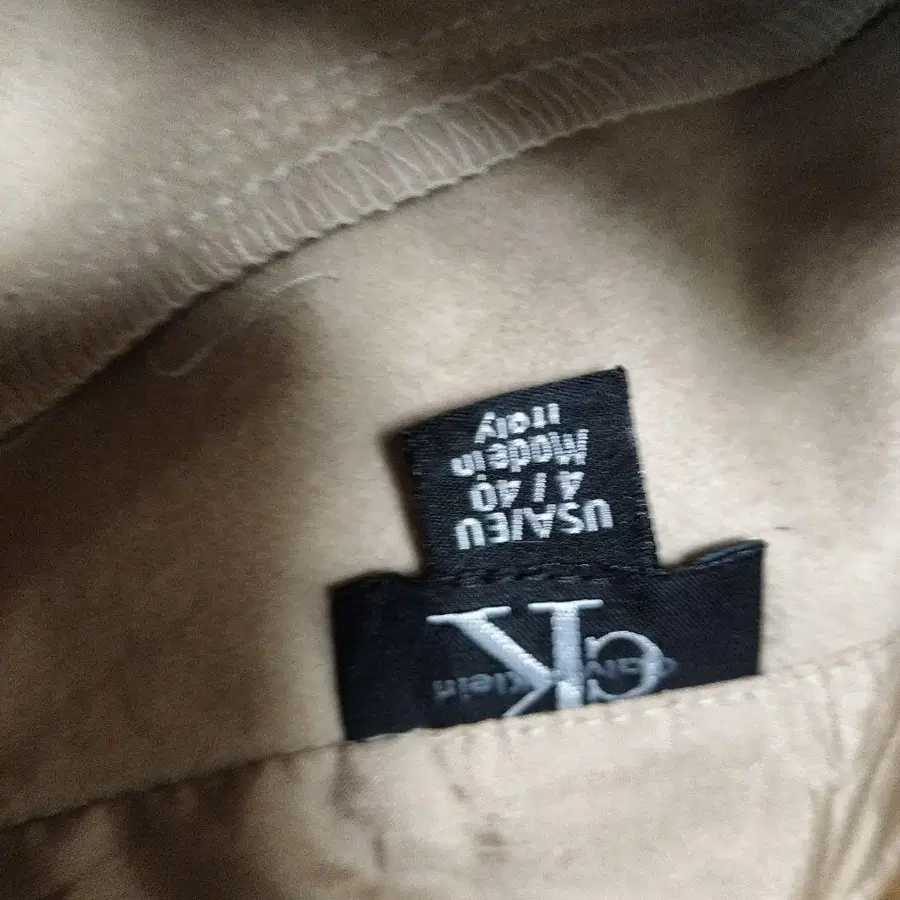 cK
Calvin Klein
USA/EU
4 / 40
Made in
Italy